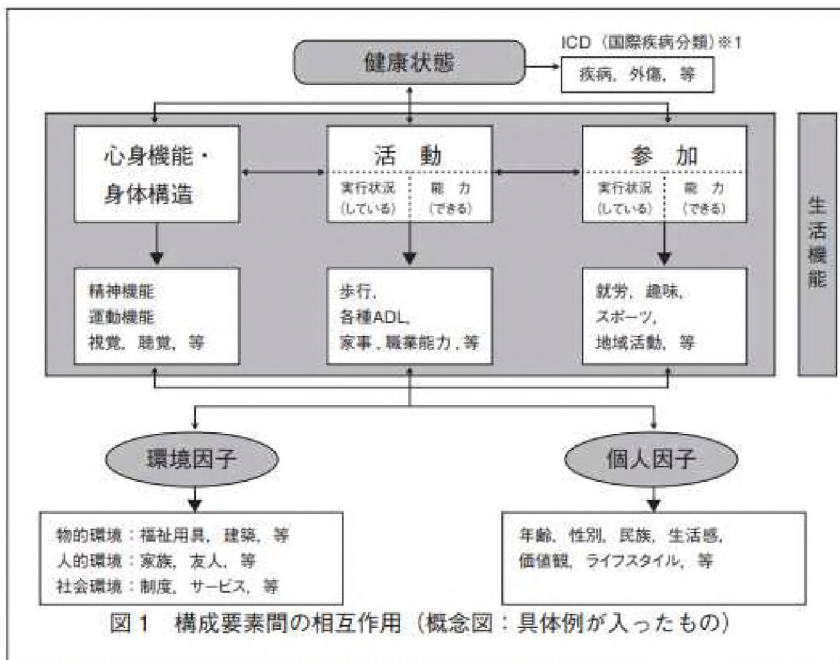 健康状態
ICD（国際疾病分類）※1
疾病，外傷，等
心身機能・
身体構造
活　動
実行状況
（している）
能　力
（できる）
参　加
実行状況
（している）
能　力
（できる）
生活機能
精神機能
運動機能
視覚，聴覚，等
歩行，
各種ADL，
家事，職業能力，等
就労，趣味，
スポーツ，
地域活動，等
環境因子
個人因子
物的環境：福祉用具，建築，等
人的環境：家族，友人，等
社会環境：制度，サービス，等
年齢，性別，民族，生活感，
価値観，ライフスタイル，等
図1　構成要素間の相互作用（概念図：具体例が入ったもの）